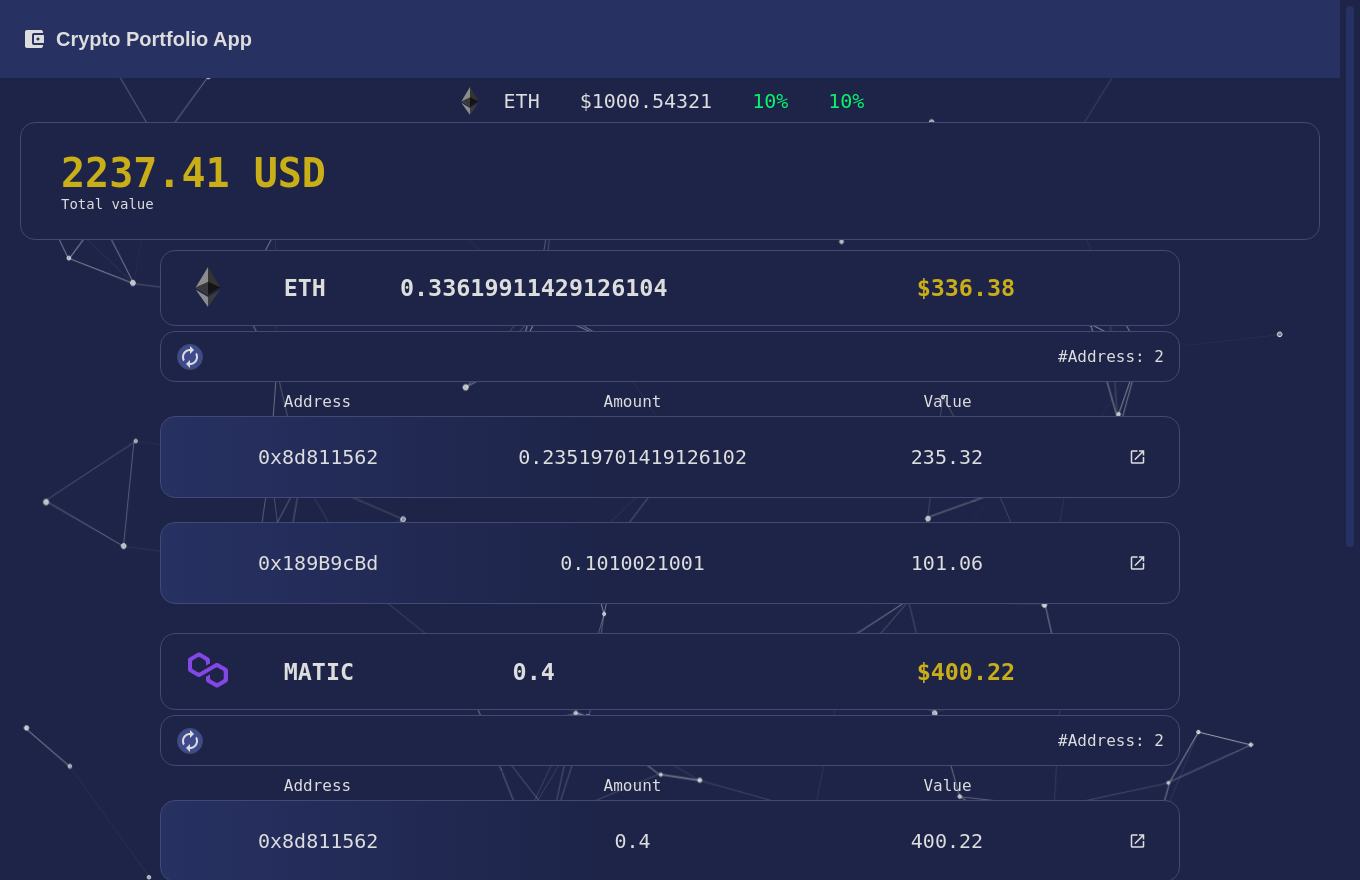 Crypto Portfolio App
ETH $1000.54321 10% 10%
2237.41 USD
Total value
ETH 0.33619911429126104 $336.38
#Address: 2
Address Amount Value
0x8d811562 0.23519701419126102 235.32
0x189B9cBd 0.1010021001 101.06
MATIC 0.4 $400.22
#Address: 2
Address Amount Value
0x8d811562 0.4 400.22